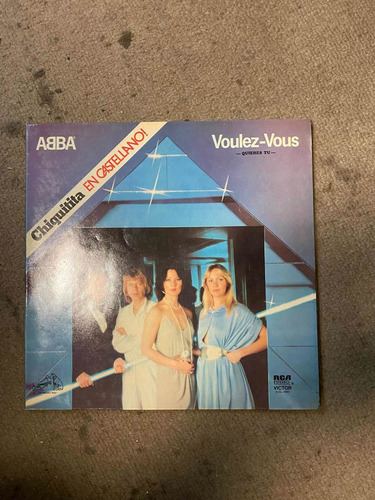 ABBA
Voulez-Vous
— QUIERES TU —
Chiquitita
EN CASTELLANO!
RCA
VICTOR